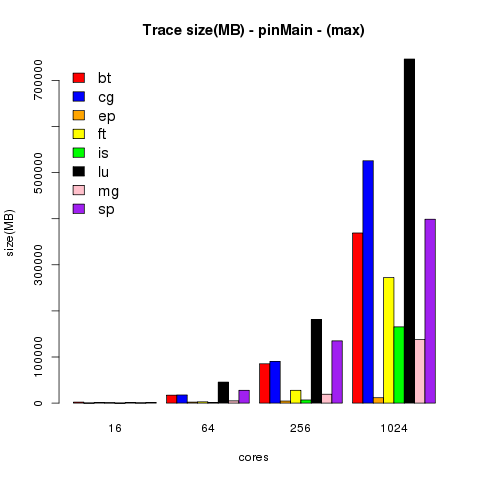 Trace size(MB) - pinMain - (max)
size(MB)
700000
500000
300000
100000
0
bt
cg
ep
ft
is
lu
mg
sp
16 64 256 1024
cores